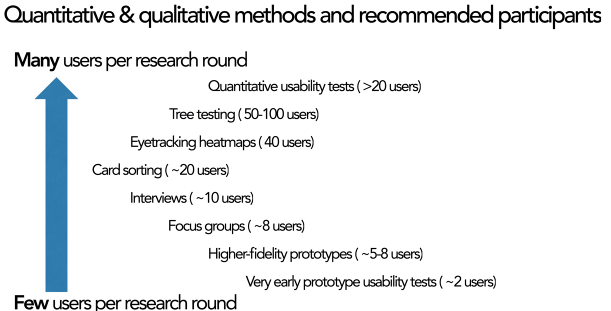 Quantitative & qualitative methods and recommended participants
Many users per research round
Quantitative usability tests ( >20 users)
Tree testing ( 50-100 users)
Eyetracking heatmaps ( 40 users)
Card sorting ( ~20 users)
Interviews ( ~10 users)
Focus groups ( ~8 users)
Higher-fidelity prototypes ( ~5-8 users)
Very early prototype usability tests ( ~2 users)
Few users per research round